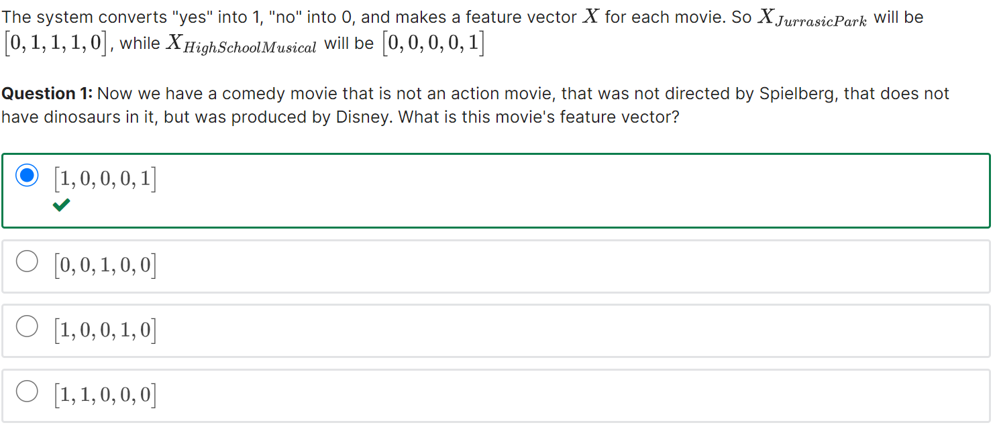 The system converts "yes" into 1, "no" into 0, and makes a feature vector X for each movie. So X_JurrasicPark will be
[0, 1, 1, 1, 0], while X_HighSchoolMusical will be [0, 0, 0, 0, 1]
Question 1: Now we have a comedy movie that is not an action movie, that was not directed by Spielberg, that does not
have dinosaurs in it, but was produced by Disney. What is this movie's feature vector?
[1, 0, 0, 0, 1]
[0, 0, 1, 0, 0]
[1, 0, 0, 1, 0]
[1, 1, 0, 0, 0]